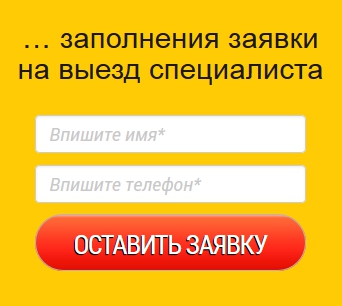 … заполнения заявки
на выезд специалиста
Впишите имя*
Впишите телефон*
ОСТАВИТЬ ЗАЯВКУ